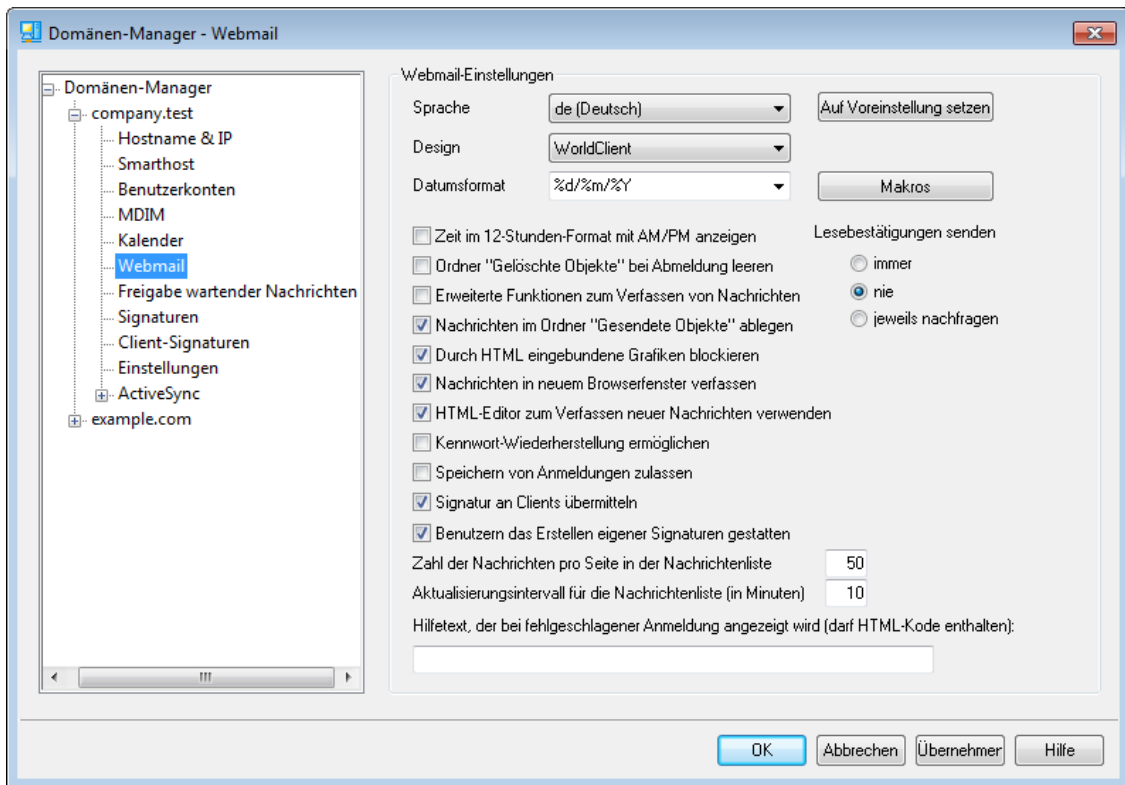 Domänen-Manager - Webmail
Domänen-Manager
company.test
Hostname & IP
Smarthost
Benutzerkonten
MDIM
Kalender
Webmail
Freigabe wartender Nachrichten
Signaturen
Client-Signaturen
Einstellungen
ActiveSync
example.com
Webmail-Einstellungen
Sprache de (Deutsch) Auf Voreinstellung setzen
Design WorldClient
Datumsformat %d/%m/%Y Makros
Zeit im 12-Stunden-Format mit AM/PM anzeigen
Ordner "Gelöschte Objekte" bei Abmeldung leeren
Erweiterte Funktionen zum Verfassen von Nachrichten
Nachrichten im Ordner "Gesendete Objekte" ablegen
Durch HTML eingebundene Grafiken blockieren
Nachrichten in neuem Browserfenster verfassen
HTML-Editor zum Verfassen neuer Nachrichten verwenden
Kennwort-Wiederherstellung ermöglichen
Speichern von Anmeldungen zulassen
Signatur an Clients übermitteln
Benutzern das Erstellen eigener Signaturen gestatten
Lesebestätigungen senden
immer
nie
jeweils nachfragen
Zahl der Nachrichten pro Seite in der Nachrichtenliste 50
Aktualisierungsintervall für die Nachrichtenliste (in Minuten) 10
Hilfetext, der bei fehlgeschlagener Anmeldung angezeigt wird (darf HTML-Kode enthalten):
OK Abbrechen Übernehmer Hilfe